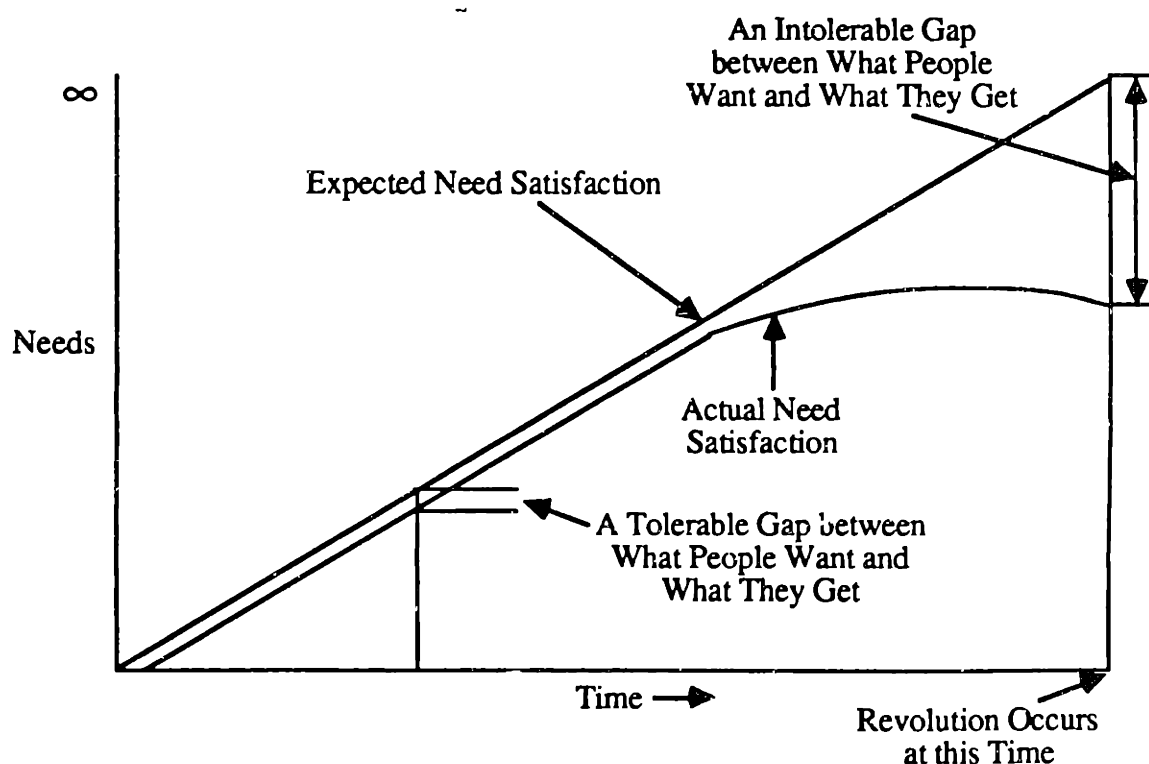 An Intolerable Gap
between What People
Want and What They Get
∞
Expected Need Satisfaction
Needs
Actual Need
Satisfaction
A Tolerable Gap between
What People Want and
What They Get
Time
Revolution Occurs
at this Time